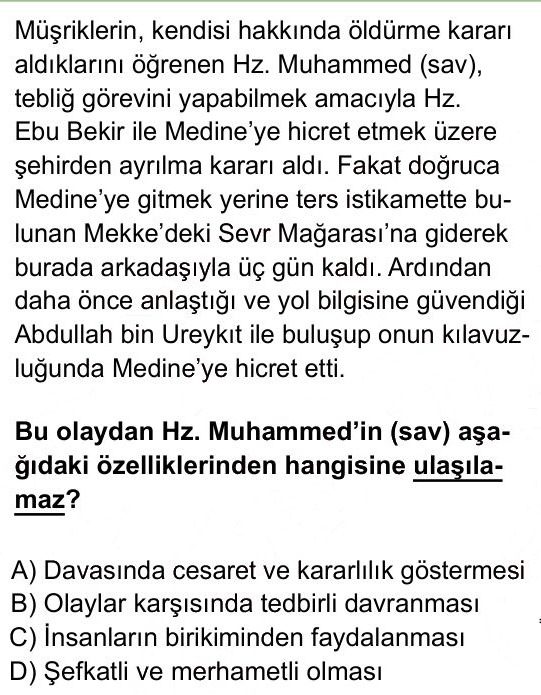 Müşriklerin, kendisi hakkında öldürme kararı
aldıklarını öğrenen Hz. Muhammed (sav),
tebliğ görevini yapabilmek amacıyla Hz.
Ebu Bekir ile Medine’ye hicret etmek üzere
şehirden ayrılma kararı aldı. Fakat doğruca
Medine’ye gitmek yerine ters istikamette bu-
lunan Mekke’deki Sevr Mağarası’na giderek
burada arkadaşıyla üç gün kaldı. Ardından
daha önce anlaştığı ve yol bilgisine güvendiği
Abdullah bin Ureykıt ile buluşup onun kılavuz-
luğunda Medine’ye hicret etti.
Bu olaydan Hz. Muhammed’in (sav) aşa-
ğıdaki özelliklerinden hangisine ulaşıla-
maz?
A) Davasında cesaret ve kararlılık göstermesi
B) Olaylar karşısında tedbirli davranması
C) İnsanların birikiminden faydalanması
D) Şefkatli ve merhametli olması